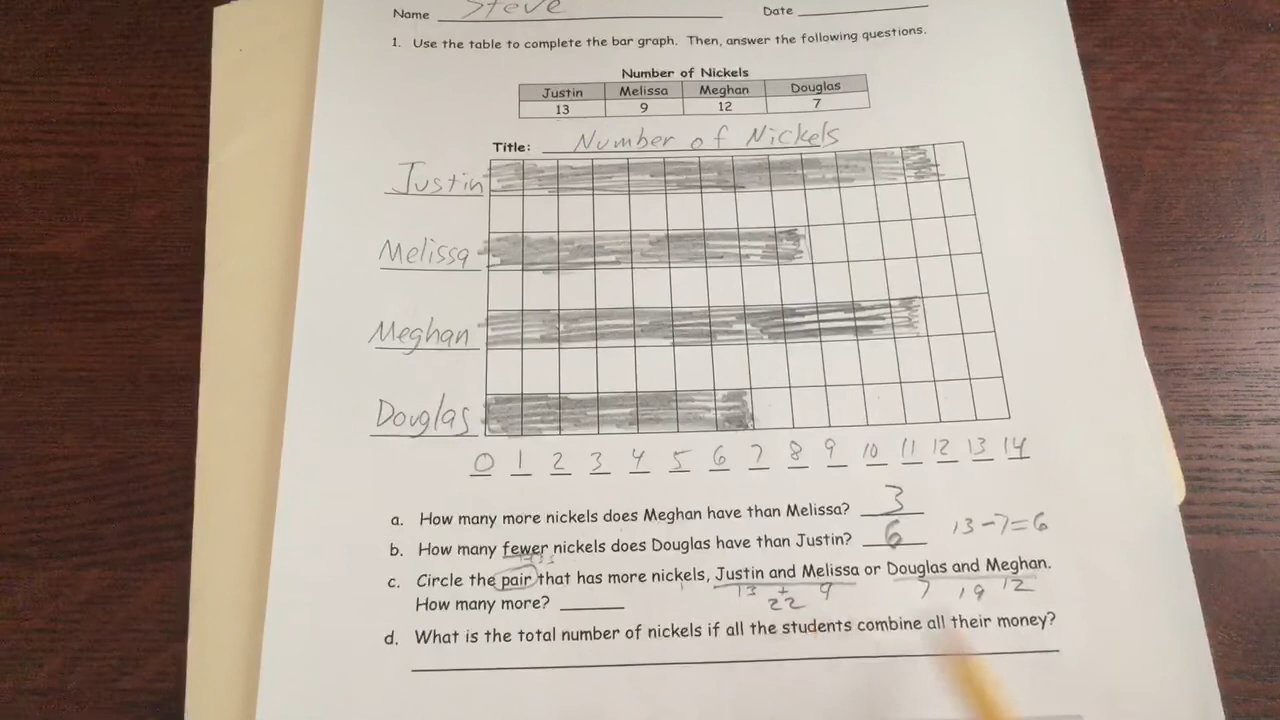 Name Steve Date
1. Use the table to complete the bar graph. Then, answer the following questions.
Number of Nickels
Justin Melissa Meghan Douglas
13 9 12 7
Title: Number of Nickels
Justin
Melissa
Meghan
Douglas
0 1 2 3 4 5 6 7 8 9 10 11 12 13 14
a. How many more nickels does Meghan have than Melissa? 3
b. How many fewer nickels does Douglas have than Justin? 6 13-7=6
less
c. Circle the pair that has more nickels, Justin and Melissa or Douglas and Meghan.
13 + 9 7 19 12
How many more? 22
d. What is the total number of nickels if all the students combine all their money?